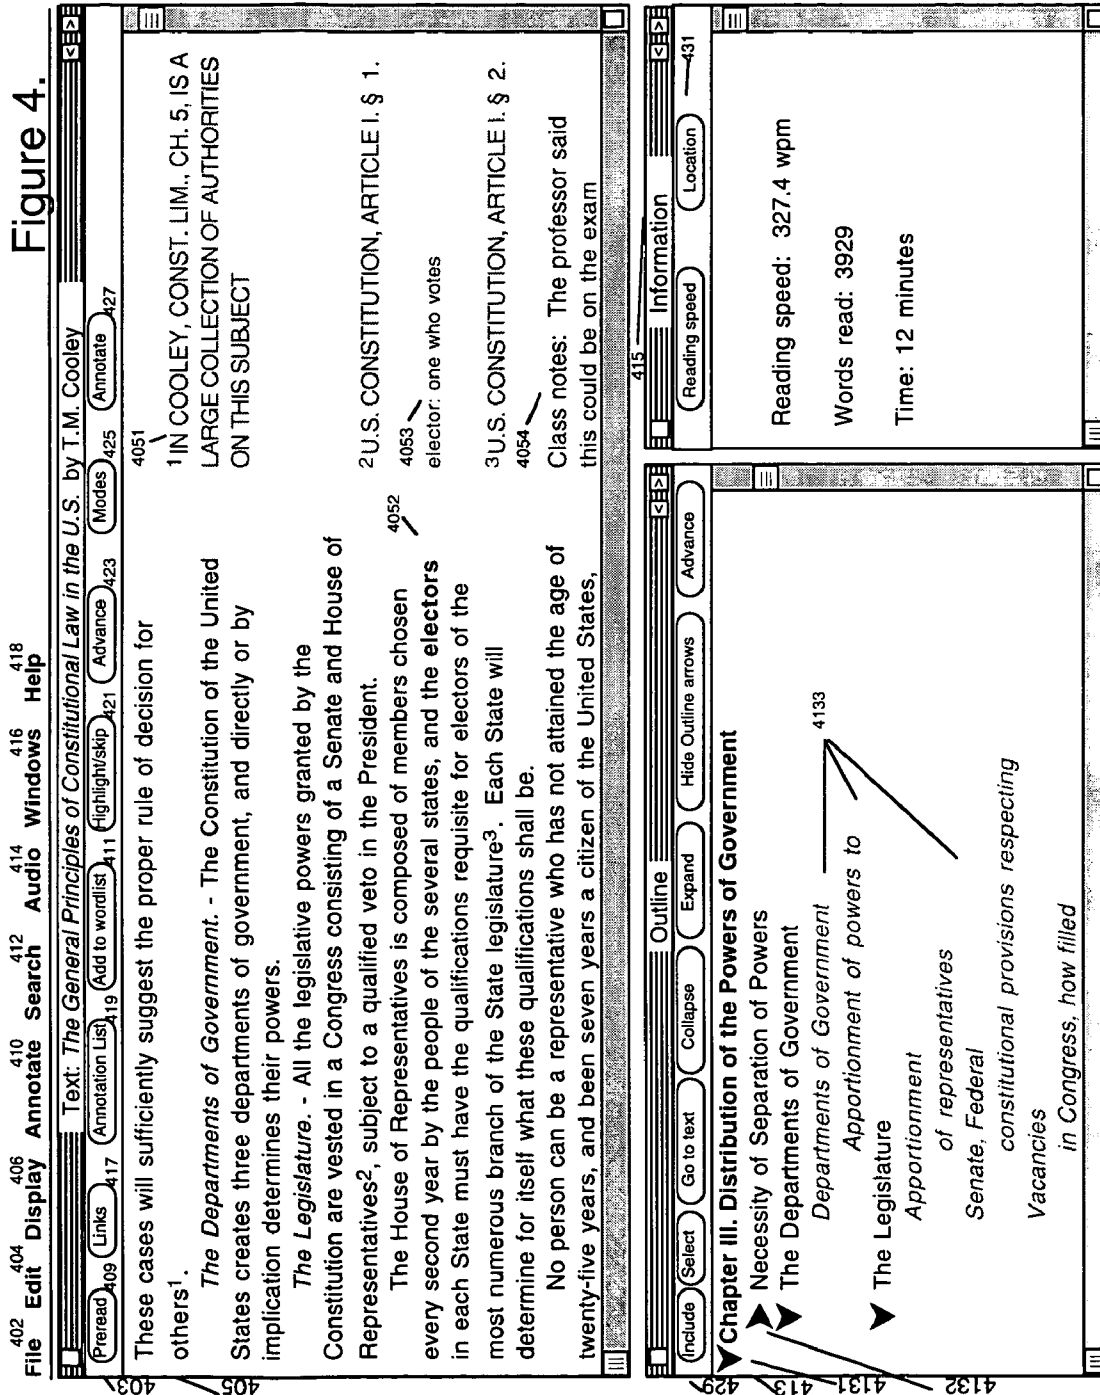 Figure 4.
402 404 406 410 412 414 416 418
File Edit Display Annotate Search Audio Windows Help
Text: The General Principles of Constitutional Law in the U.S. by T.M. Cooley
403 Preread 409 Links 417 Annotation List 419 Add to wordlist 411 Highlight/skip 421 Advance 423 Modes 425 Annotate 427
405
These cases will sufficiently suggest the proper rule of decision for
others¹.
The Departments of Government. - The Constitution of the United
States creates three departments of government, and directly or by
implication determines their powers.
The Legislature. - All the legislative powers granted by the
Constitution are vested in a Congress consisting of a Senate and House of
Representatives², subject to a qualified veto in the President.
The House of Representatives is composed of members chosen
4052
every second year by the people of the several states, and the electors
in each State must have the qualifications requisite for electors of the
most numerous branch of the State legislature³. Each State will
determine for itself what these qualifications shall be.
No person can be a representative who has not attained the age of
twenty-five years, and been seven years a citizen of the United States,
4051
¹IN COOLEY, CONST. LIM., CH. 5, IS A
LARGE COLLECTION OF AUTHORITIES
ON THIS SUBJECT
²U.S. CONSTITUTION, ARTICLE I. § 1.
4053
elector: one who votes
³U.S. CONSTITUTION, ARTICLE I. § 2.
4054
Class notes: The professor said
this could be on the exam
Outline
429 Include Select Go to text Collapse Expand Hide Outline arrows Advance
413
4131
4132
Chapter III. Distribution of the Powers of Government
Necessity of Separation of Powers
The Departments of Government
Departments of Government
4133
Apportionment of powers to
The Legislature
Apportionment
of representatives
Senate, Federal
constitutional provisions respecting
Vacancies
in Congress, how filled
415
Information
Reading speed Location 431
Reading speed: 327.4 wpm
Words read: 3929
Time: 12 minutes